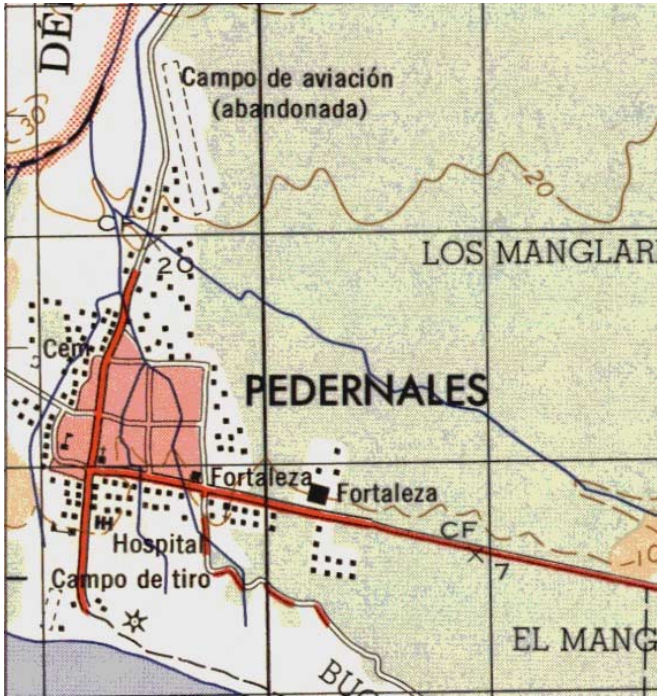 DÉ
(30)
Campo de aviación
(abandonada)
20
CF
20
LOS MANGLAR
Cem
PEDERNALES
Fortaleza
Fortaleza
CF
7
10
Hospital
Campo de tiro
EL MANG
BUC